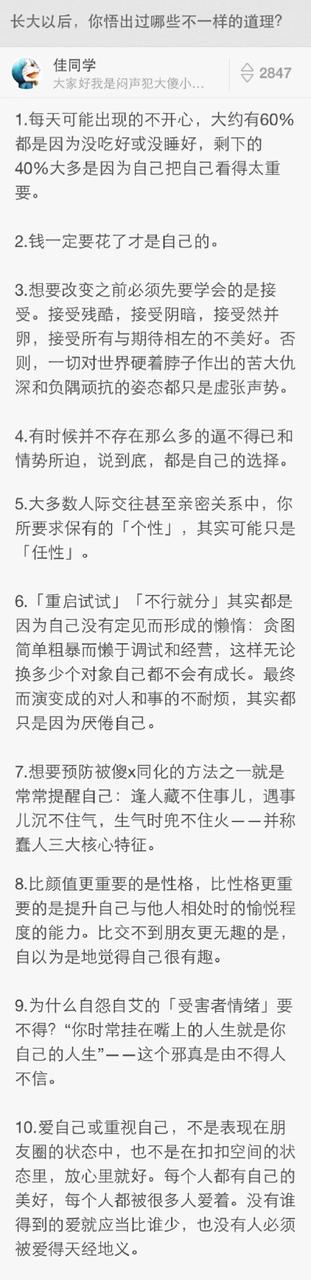 长大以后，你悟出过哪些不一样的道理？
佳同学
大家好我是闷声犯大傻小...
2847
1.每天可能出现的不开心，大约有60%
都是因为没吃好或没睡好，剩下的
40%大多是因为自己把自己看得太重
要。
2.钱一定要花了才是自己的。
3.想要改变之前必须先要学会的是接
受。接受残酷，接受阴暗，接受然并
卵，接受所有与期待相左的不美好。否
则，一切对世界硬着脖子作出的苦大仇
深和负隅顽抗的姿态都只是虚张声势。
4.有时候并不存在那么多的逼不得已和
情势所迫，说到底，都是自己的选择。
5.大多数人际交往甚至亲密关系中，你
所要求保有的「个性」，其实可能只是
「任性」。
6.「重启试试」「不行就分」其实都是
因为自己没有定见而形成的懒惰：贪图
简单粗暴而懒于调试和经营，这样无论
换多少个对象自己都不会有成长。最终
而演变成的对人和事的不耐烦，其实都
只是因为厌倦自己。
7.想要预防被傻x同化的方法之一就是
常常提醒自己：逢人藏不住事儿，遇事
儿沉不住气，生气时兜不住火——并称
蠢人三大核心特征。
8.比颜值更重要的是性格，比性格更重
要的是提升自己与他人相处时的愉悦程
度的能力。比交不到朋友更无趣的是，
自以为是地觉得自己很有趣。
9.为什么自怨自艾的「受害者情绪」要
不得？“你时常挂在嘴上的人生就是你
自己的人生”——这个邪真是由不得人
不信。
10.爱自己或重视自己，不是表现在朋
友圈的状态中，也不是在扣扣空间的状
态里，放心里就好。每个人都有自己的
美好，每个人都被很多人爱着。没有谁
得到的爱就应当比谁少，也没有人必须
被爱得天经地义。